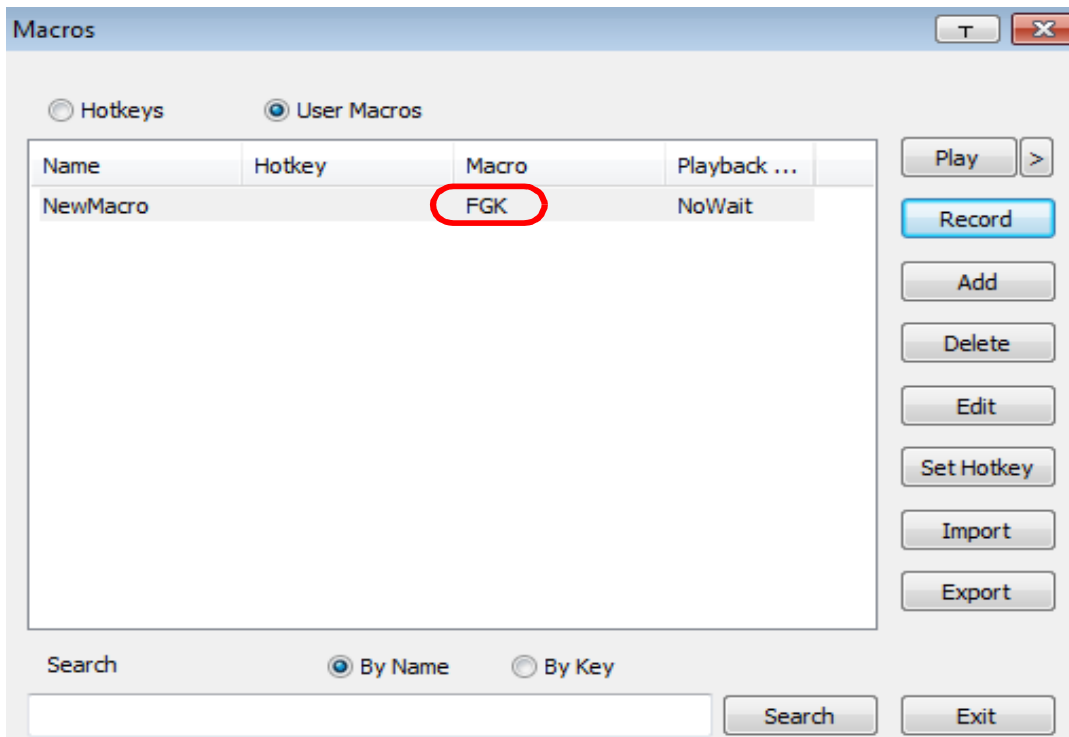 Macros
Hotkeys User Macros
Name Hotkey Macro Playback ...
NewMacro FGK NoWait
Play >
Record
Add
Delete
Edit
Set Hotkey
Import
Export
Search By Name By Key
Search Exit